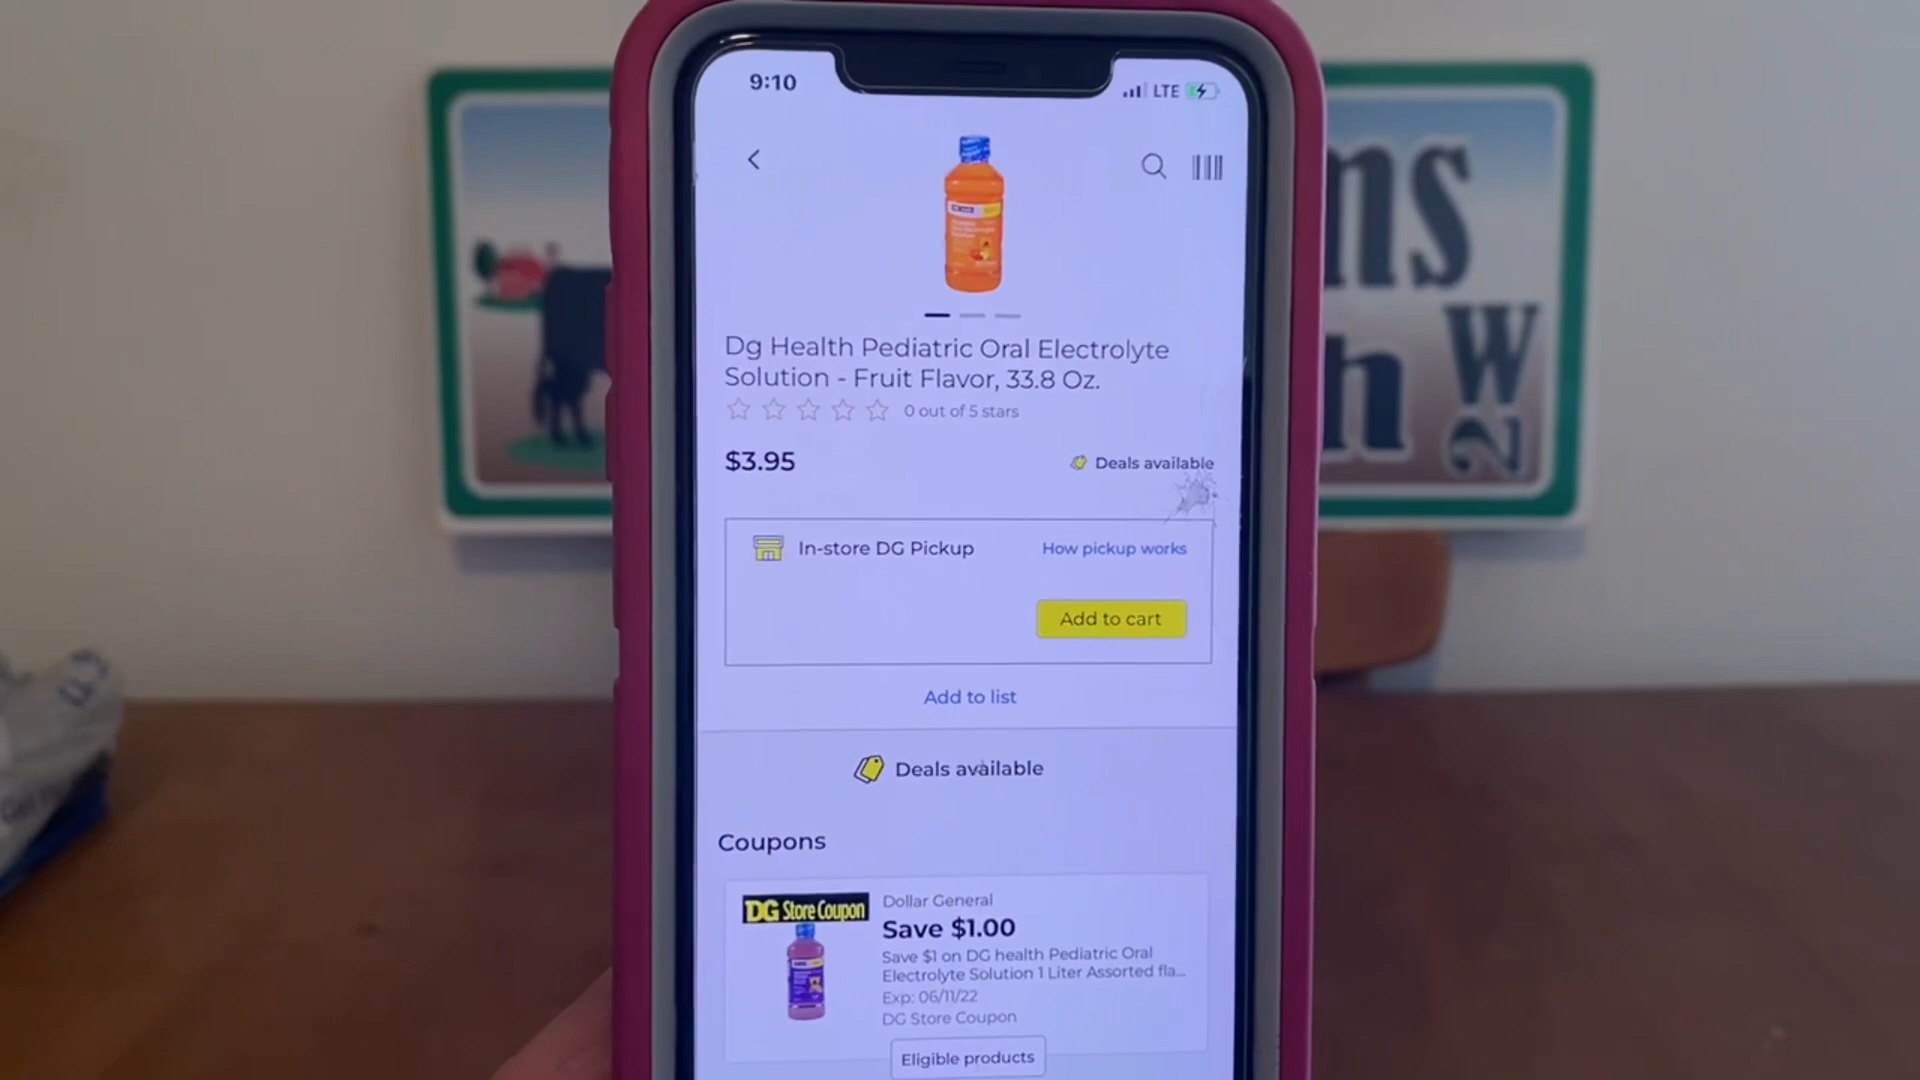 9:10
LTE
Dg Health Pediatric Oral Electrolyte
Solution - Fruit Flavor, 33.8 Oz.
0 out of 5 stars
$3.95
Deals available
In-store DG Pickup
How pickup works
Add to cart
Add to list
Deals available
Coupons
DG Store Coupon
Dollar General
Save $1.00
Save $1 on DG health Pediatric Oral
Electrolyte Solution 1 Liter Assorted fla...
Exp: 06/11/22
DG Store Coupon
Eligible products
ms
h
W
N